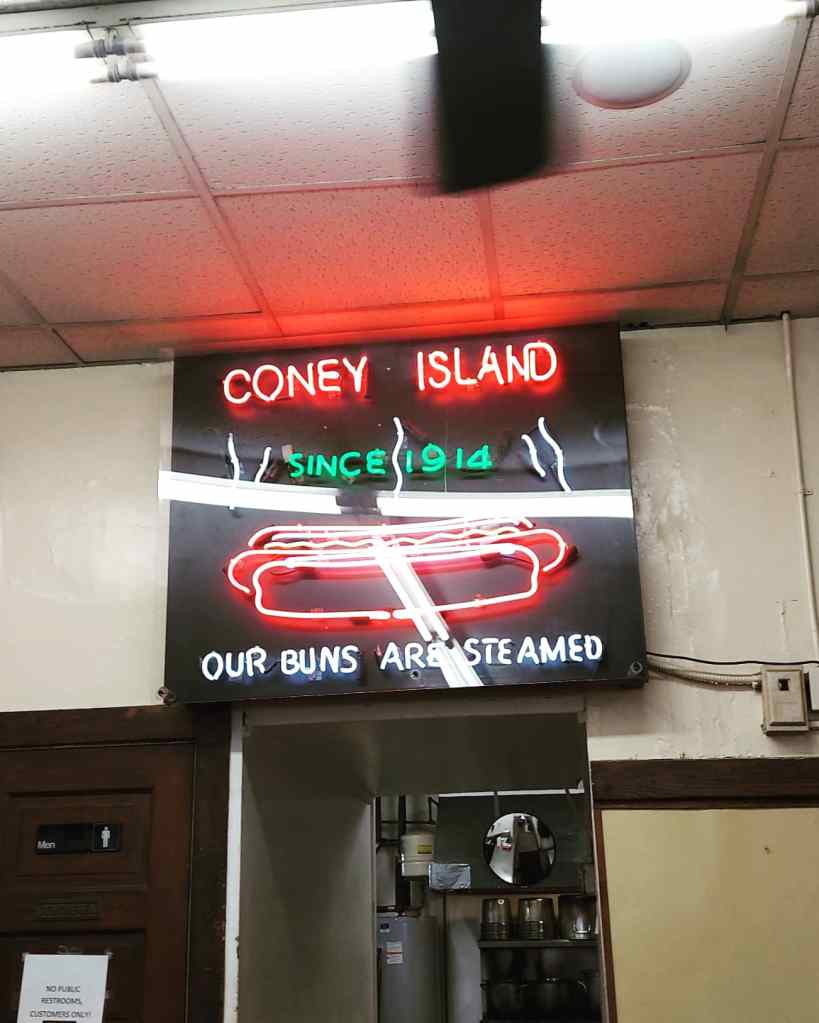 CONEY ISLAND
SINCE 1914
OUR BUNS ARE STEAMED
Men
NO PUBLIC
RESTROOMS,
CUSTOMERS ONLY!